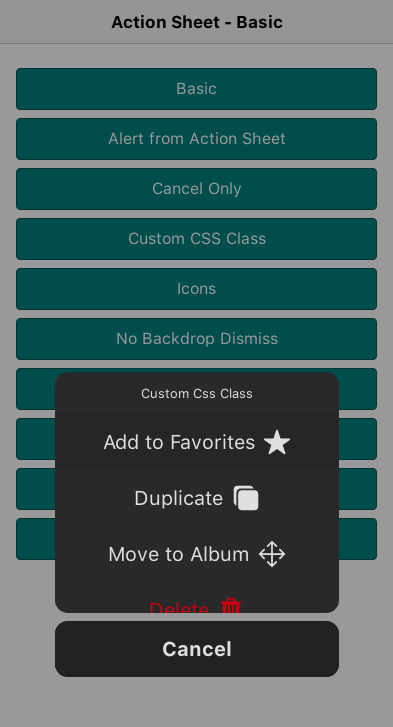 Action Sheet - Basic
Basic
Alert from Action Sheet
Cancel Only
Custom CSS Class
Icons
No Backdrop Dismiss
Custom Css Class
Add to Favorites
Duplicate
Move to Album
Delete
Cancel